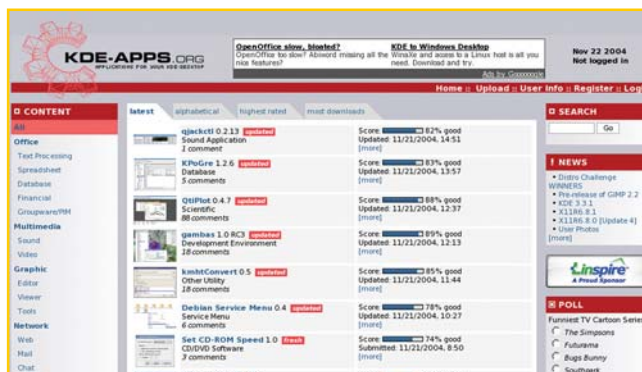 KDE-APPS.ORG
APPLICATIONS FOR YOUR KDE-DESKTOP
OpenOffice slow, bloated?
OpenOffice too slow? Abiword missing all the nice features?
KDE to Windows Desktop
WinaXe and access to a Linux host is all you need. Download and try.
Ads by Goooooogle
Nov 22 2004
Not logged in
Home :: Upload :: User Info :: Register :: Log
CONTENT
All
Office
Text Processing
Spreadsheet
Database
Financial
Groupware/PIM
Multimedia
Sound
Video
Graphic
Editor
Viewer
Tools
Network
Web
Mail
Chat
latest alphabetical highest rated most downloads
qjackctl 0.2.13 updated
Sound Application
1 comment
Score: 82% good
Updated: 11/21/2004, 14:51
[more]
KPoGre 1.2.6 updated
Database
5 comments
Score: 83% good
Updated: 11/21/2004, 13:57
[more]
QtiPlot 0.4.7 updated
Scientific
88 comments
Score: 88% good
Updated: 11/21/2004, 12:37
[more]
gambas 1.0 RC3 updated
Development Environment
18 comments
Score: 89% good
Updated: 11/21/2004, 12:13
[more]
kmhtConvert 0.5 updated
Other Utility
18 comments
Score: 85% good
Updated: 11/21/2004, 11:44
[more]
Debian Service Menu 0.4 updated
Service Menu
6 comments
Score: 78% good
Updated: 11/21/2004, 10:27
[more]
Set CD-ROM Speed 1.0 fresh
CD/DVD Software
3 comments
Score: 74% good
Submitted: 11/21/2004, 8:50
[more]
SEARCH
Go
! NEWS
• Distro Challenge WINNERS
• Pre-release of GIMP 2.2
• KDE 3.3.1
• X11R6.8.1
• X11R6.8.0 [Update 4]
• User Photos
[more]
Linspire
A Proud Sponsor
POLL
Funniest TV Cartoon Series
The Simpsons
Futurama
Bugs Bunny
Southpark